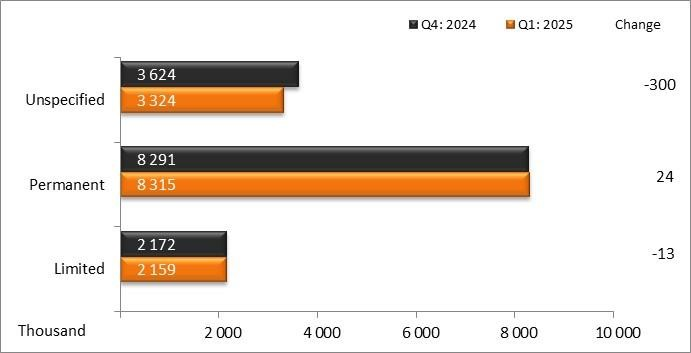 Q4: 2024 Q1: 2025 Change
3 624
Unspecified -300
3 324
8 291
Permanent 24
8 315
2 172
Limited -13
2 159
Thousand 2 000 4 000 6 000 8 000 10 000